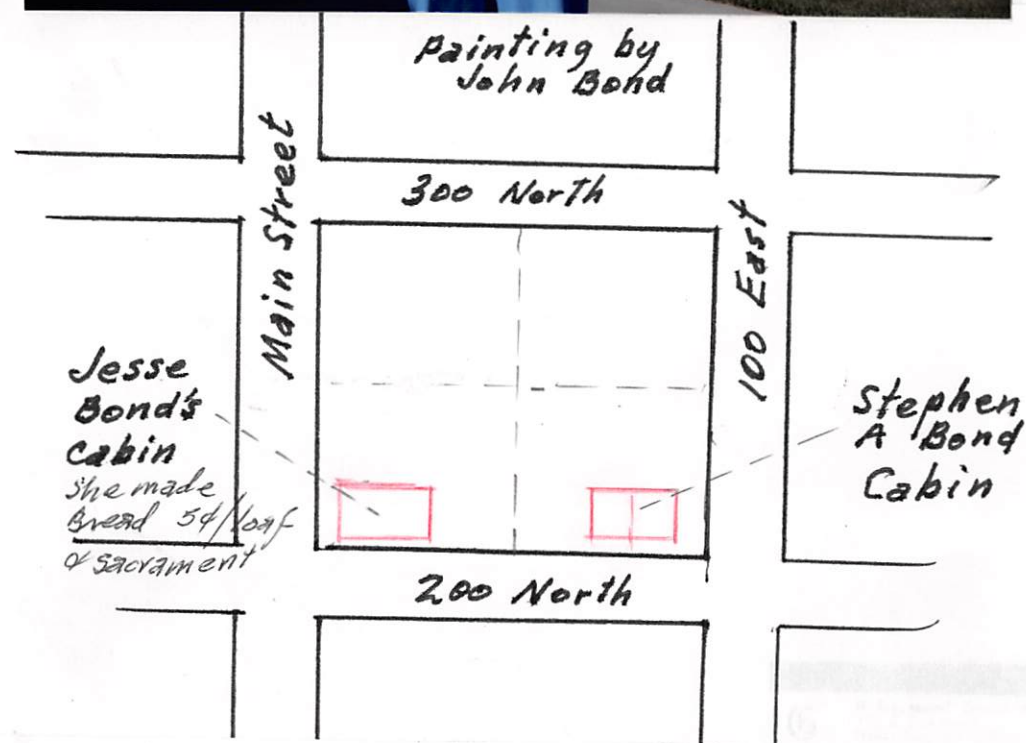 Painting by
John Bond
300 North
Main Street
100 East
Jesse
Bond's
Cabin
She made
Bread 5¢/loaf
& sacrament
Stephen
A Bond
Cabin
200 North